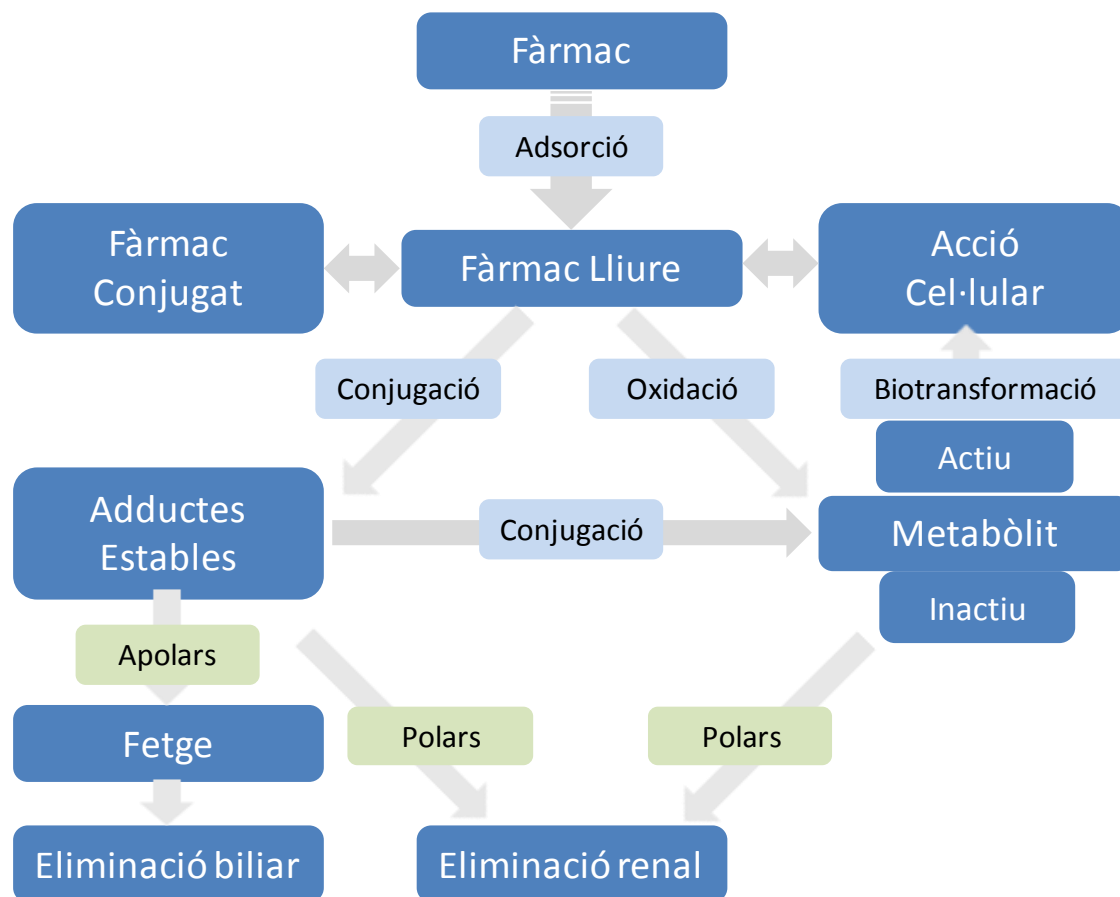 Fàrmac
Adsorció
Fàrmac
Conjugat
Fàrmac Lliure
Acció
Cel·lular
Conjugació
Oxidació
Biotransformació
Actiu
Adductes
Estables
Conjugació
Metabòlit
Inactiu
Apolars
Fetge
Polars
Polars
Eliminació biliar
Eliminació renal